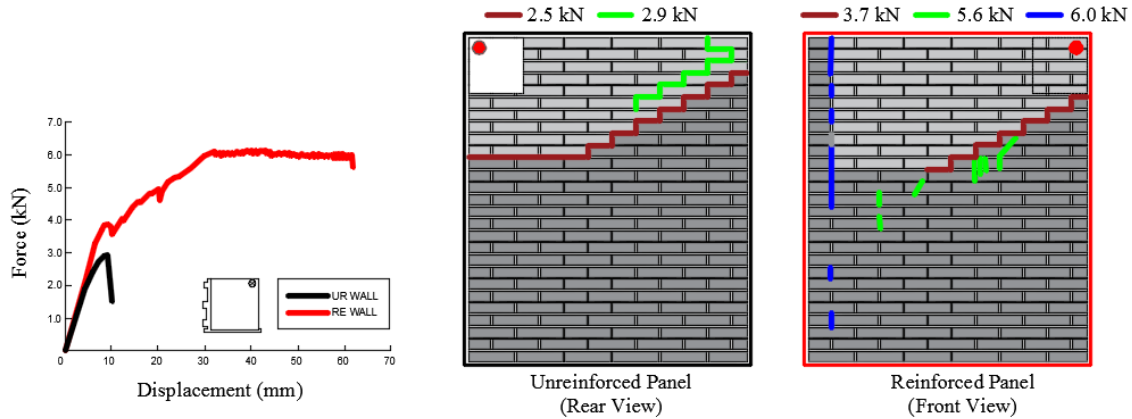 2.5 kN 2.9 kN
3.7 kN 5.6 kN 6.0 kN
Force (kN)
7.0
6.0
5.0
4.0
3.0
2.0
1.0
0 10 20 30 40 50 60 70
Displacement (mm)
UR WALL
RE WALL
Unreinforced Panel
(Rear View)
Reinforced Panel
(Front View)